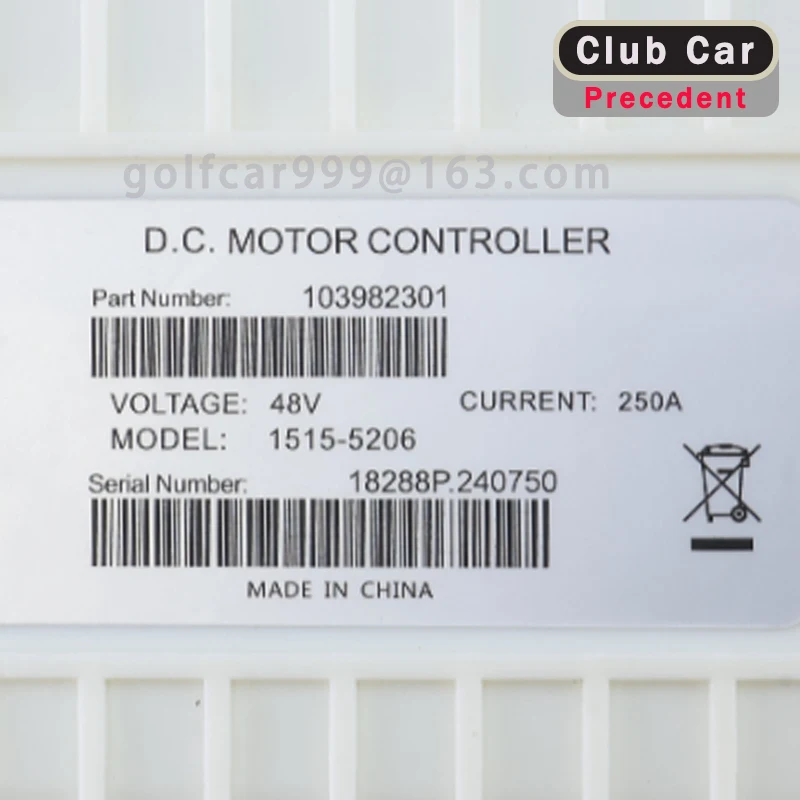 Club Car
Precedent
golfcar999@163.com
D.C. MOTOR CONTROLLER
Part Number: 103982301
VOLTAGE: 48V CURRENT: 250A
MODEL: 1515-5206
Serial Number: 18288P.240750
MADE IN CHINA